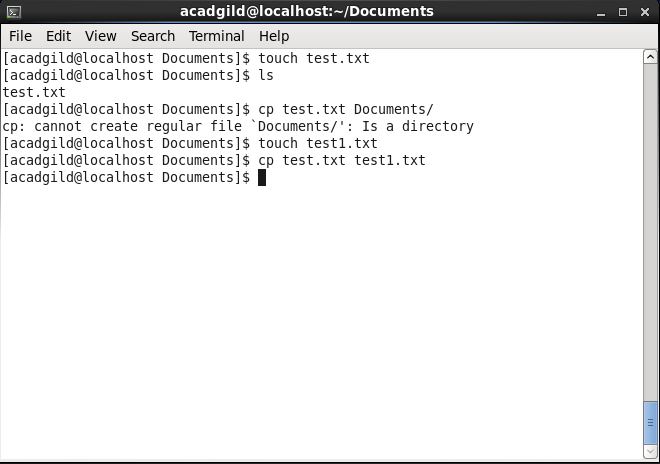 acadgild@localhost:~/Documents
File Edit View Search Terminal Help
[acadgild@localhost Documents]$ touch test.txt
[acadgild@localhost Documents]$ ls
test.txt
[acadgild@localhost Documents]$ cp test.txt Documents/
cp: cannot create regular file `Documents/': Is a directory
[acadgild@localhost Documents]$ touch test1.txt
[acadgild@localhost Documents]$ cp test.txt test1.txt
[acadgild@localhost Documents]$